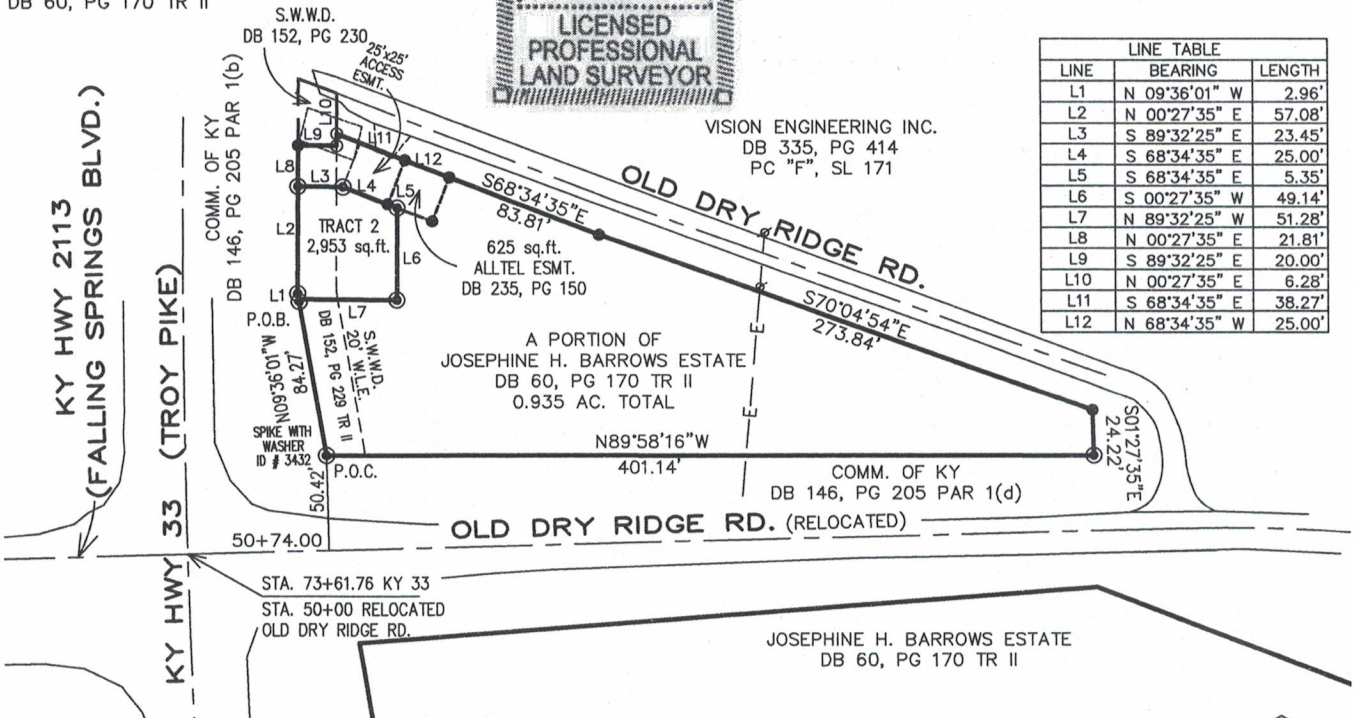 DB 60, PG 170 TR II
S.W.W.D.
DB 152, PG 230
25'x25'
ACCESS
ESMT.
LICENSED
PROFESSIONAL
LAND SURVEYOR
LINE TABLE
LINE BEARING LENGTH
L1 N 09°36'01" W 2.96'
L2 N 00°27'35" E 57.08'
L3 S 89°32'25" E 23.45'
L4 S 68°34'35" E 25.00'
L5 S 68°34'35" E 5.35'
L6 S 00°27'35" W 49.14'
L7 N 89°32'25" W 51.28'
L8 N 00°27'35" E 21.81'
L9 S 89°32'25" E 20.00'
L10 N 00°27'35" E 6.28'
L11 S 68°34'35" E 38.27'
L12 N 68°34'35" W 25.00'
VISION ENGINEERING INC.
DB 335, PG 414
PC "F", SL 171
OLD DRY RIDGE RD.
KY HWY 2113
(FALLING SPRINGS BLVD.)
KY HWY 33 (TROY PIKE)
COMM. OF KY
DB 146, PG 205 PAR 1(b)
L10
L9
L11
L12
L8
L3
L4
L5
L2
L6
L1
L7
TRACT 2
2,953 sq.ft.
S68°34'35"E
83.81'
625 sq.ft.
ALLTEL ESMT.
DB 235, PG 150
S70°04'54"E
273.84'
P.O.B.
N09°36'01"W
84.27'
S.W.W.D.
20' W.L.E.
DB 152, PG 229 TR II
A PORTION OF
JOSEPHINE H. BARROWS ESTATE
DB 60, PG 170 TR II
0.935 AC. TOTAL
E
E
S01°27'35"E
24.22'
SPIKE WITH
WASHER
ID # 3432
P.O.C.
N89°58'16"W
401.14'
COMM. OF KY
DB 146, PG 205 PAR 1(d)
50.42'
50+74.00
OLD DRY RIDGE RD. (RELOCATED)
STA. 73+61.76 KY 33
STA. 50+00 RELOCATED
OLD DRY RIDGE RD.
JOSEPHINE H. BARROWS ESTATE
DB 60, PG 170 TR II